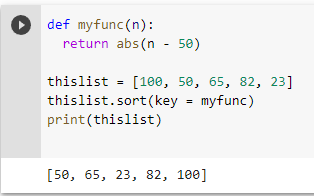 def myfunc(n):
  return abs(n - 50)
thislist = [100, 50, 65, 82, 23]
thislist.sort(key = myfunc)
print(thislist)
[50, 65, 23, 82, 100]